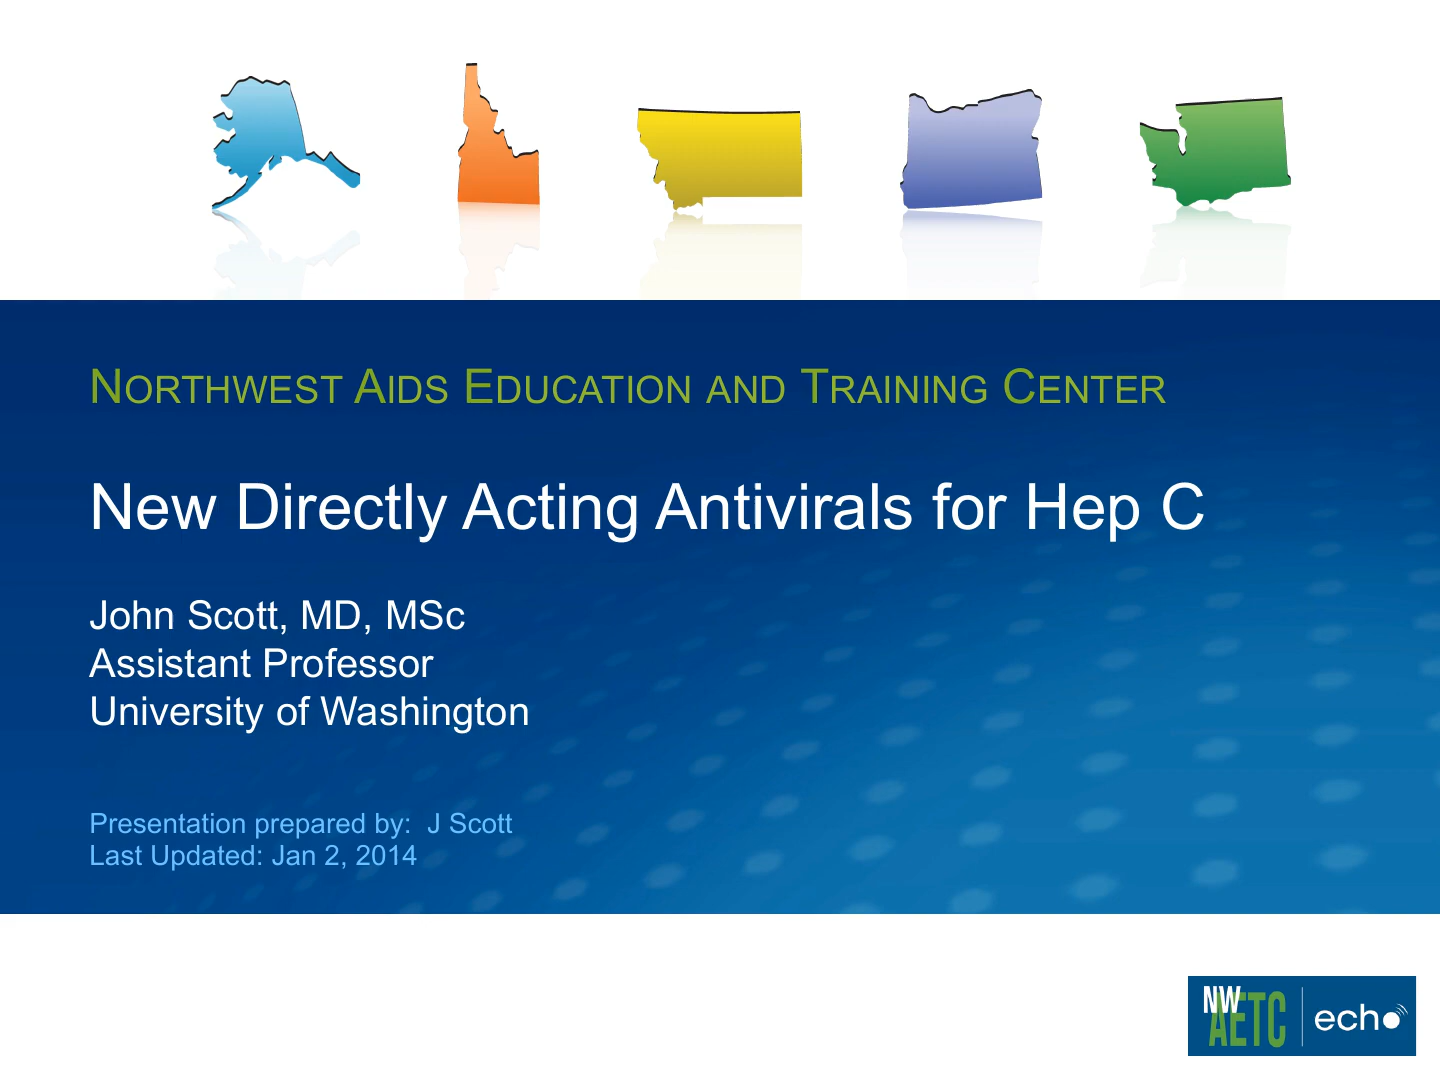 Northwest Aids Education and Training Center
New Directly Acting Antivirals for Hep C
John Scott, MD, MSc
Assistant Professor
University of Washington
Presentation prepared by:  J Scott
Last Updated: Jan 2, 2014
NW AETC | echo